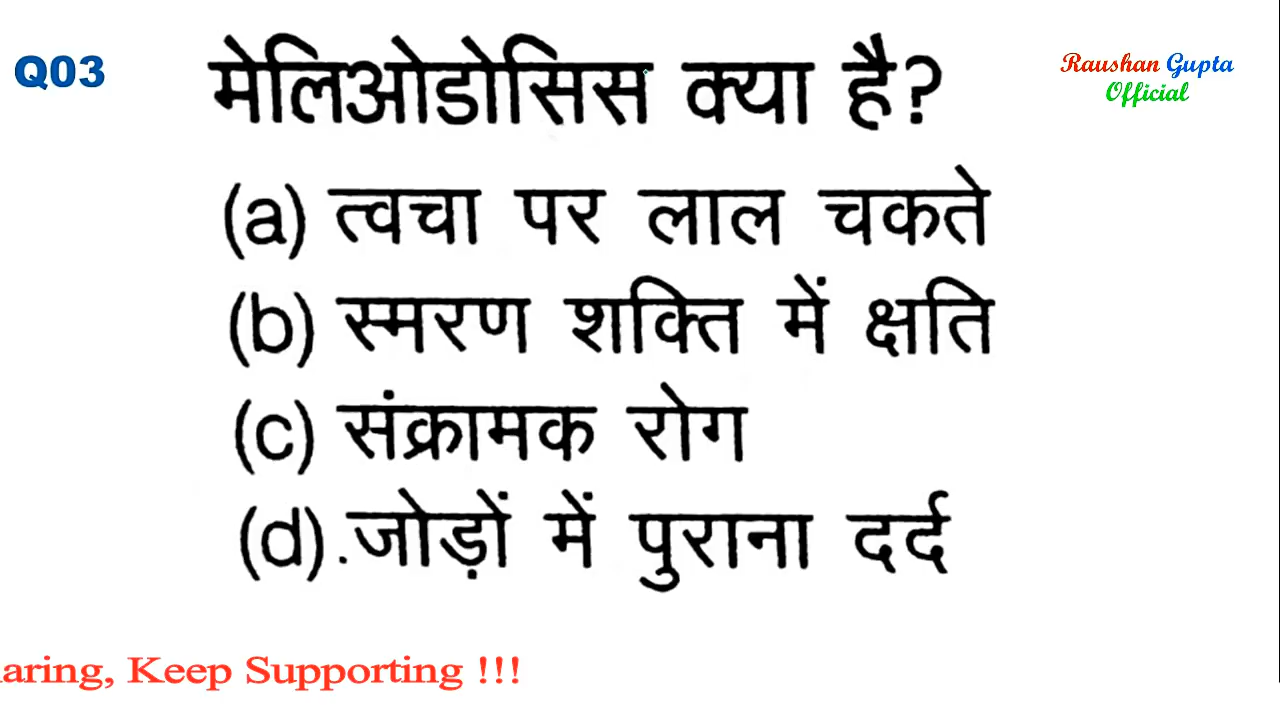 Q03
मेलिओडोसिस क्या है?
Raushan Gupta
Official
(a) त्वचा पर लाल चकते
(b) स्मरण शक्ति में क्षति
(c) संक्रामक रोग
(d).जोड़ों में पुराना दर्द
aring, Keep Supporting !!!